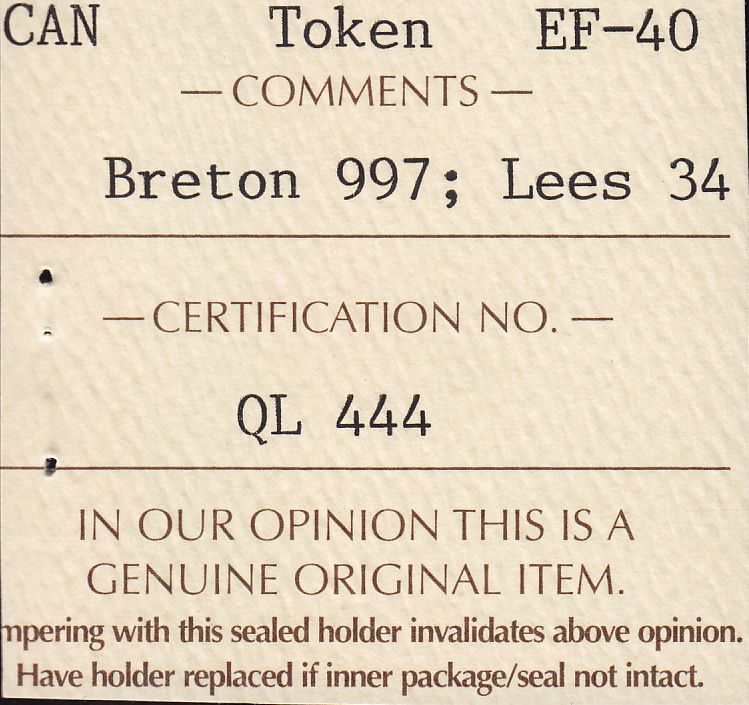 CAN Token EF-40
— COMMENTS —
Breton 997; Lees 34
— CERTIFICATION NO. —
QL 444
IN OUR OPINION THIS IS A
GENUINE ORIGINAL ITEM.
mpering with this sealed holder invalidates above opinion.
Have holder replaced if inner package/seal not intact.